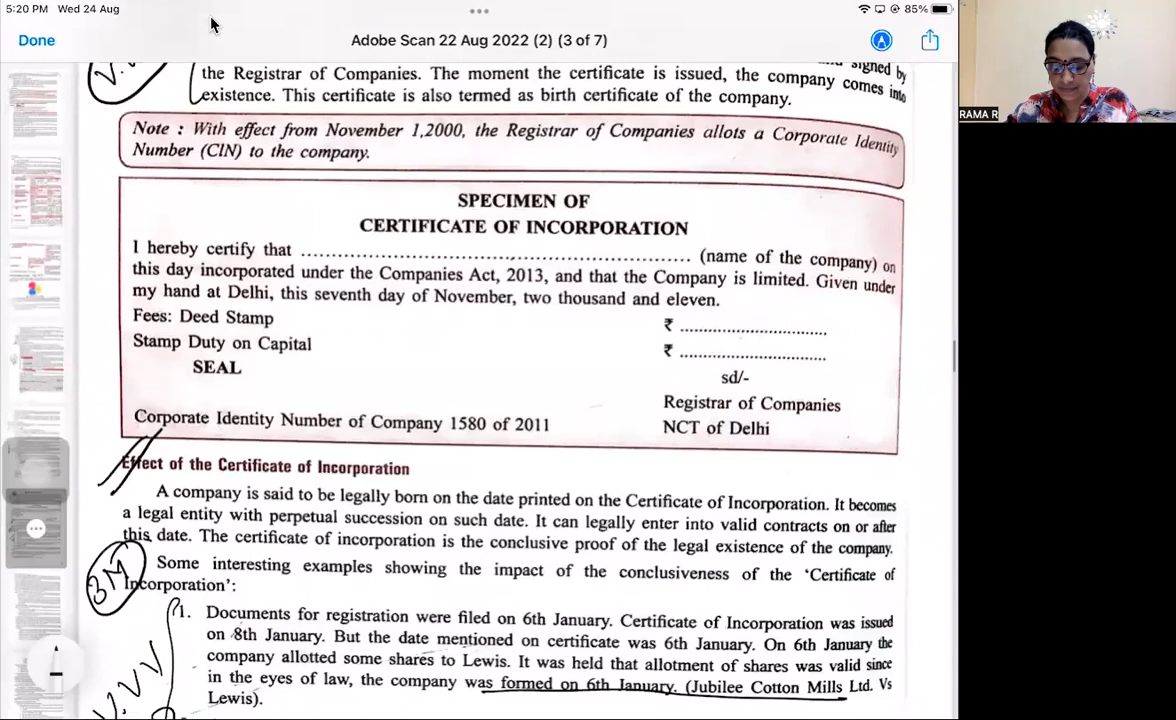 5:20 PM Wed 24 Aug
85%
Done
Adobe Scan 22 Aug 2022 (2) (3 of 7)
signed by
the Registrar of Companies. The moment the certificate is issued, the company comes into
existence. This certificate is also termed as birth certificate of the company.
Note : With effect from November 1,2000, the Registrar of Companies allots a Corporate Identity
Number (CIN) to the company.
SPECIMEN OF
CERTIFICATE OF INCORPORATION
I hereby certify that ........................................................................... (name of the company) on
this day incorporated under the Companies Act, 2013, and that the Company is limited. Given under
my hand at Delhi, this seventh day of November, two thousand and eleven.
Fees: Deed Stamp ₹ ..............................
Stamp Duty on Capital ₹ ..............................
SEAL sd/-
Registrar of Companies
Corporate Identity Number of Company 1580 of 2011 NCT of Delhi
Effect of the Certificate of Incorporation
A company is said to be legally born on the date printed on the Certificate of Incorporation. It becomes
a legal entity with perpetual succession on such date. It can legally enter into valid contracts on or after
this date. The certificate of incorporation is the conclusive proof of the legal existence of the company.
3M
Some interesting examples showing the impact of the conclusiveness of the 'Certificate of
Incorporation':
1. Documents for registration were filed on 6th January. Certificate of Incorporation was issued
on 8th January. But the date mentioned on certificate was 6th January. On 6th January the
company allotted some shares to Lewis. It was held that allotment of shares was valid since
in the eyes of law, the company was formed on 6th January. (Jubilee Cotton Mills Ltd. Vs
Lewis).
V.VV
RAMA R